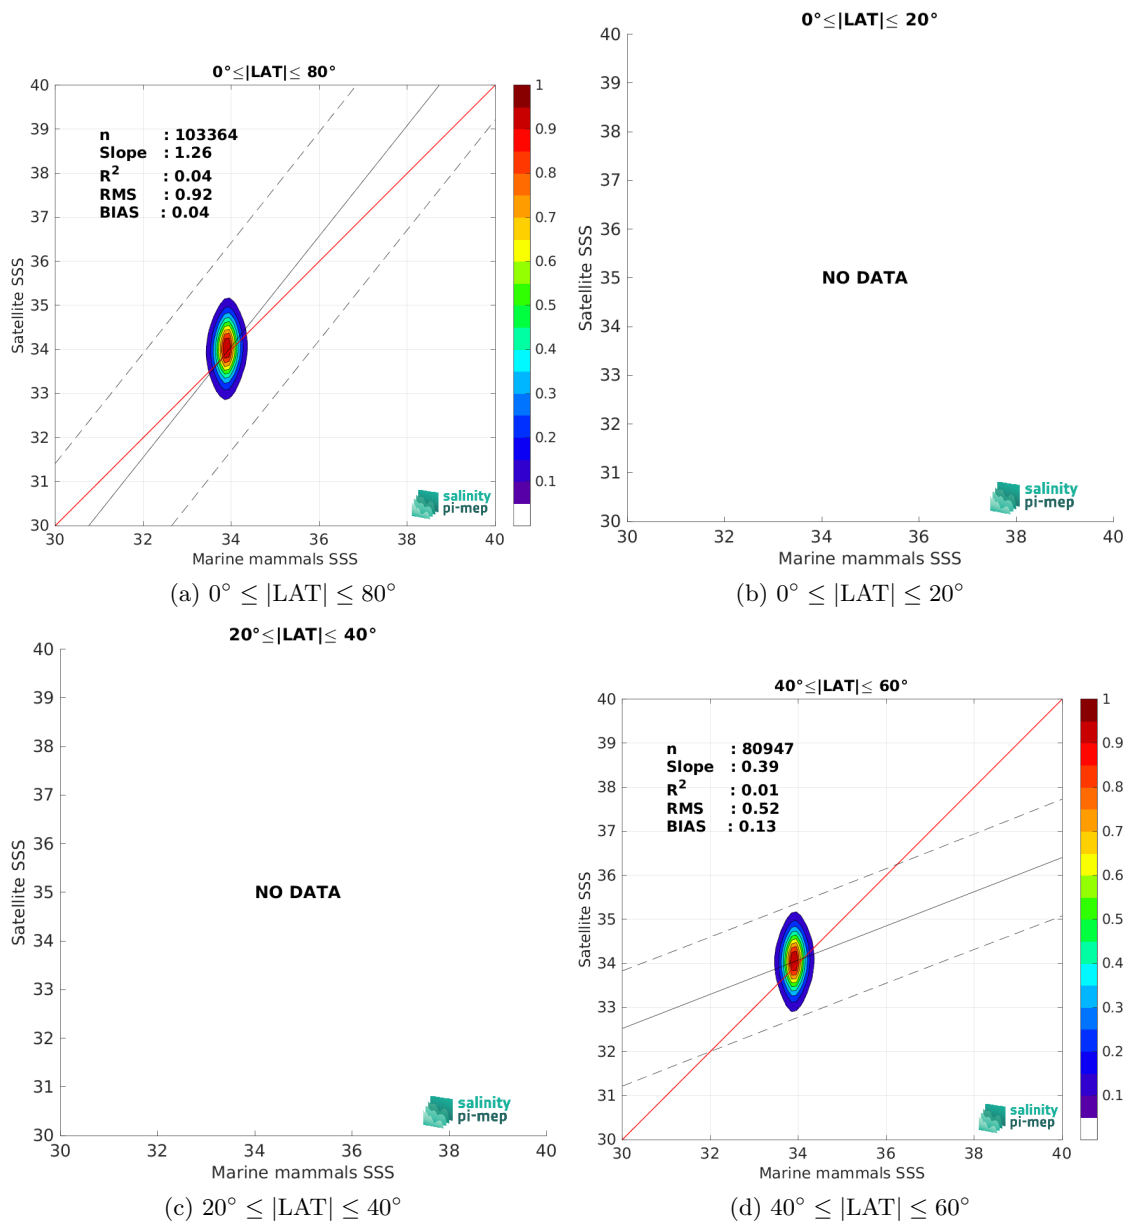 0°≤|LAT|≤ 80°
40
39
38
37
36
35
34
33
32
31
30
n : 103364
Slope : 1.26
R² : 0.04
RMS : 0.92
BIAS : 0.04
1
0.9
0.8
0.7
0.6
0.5
0.4
0.3
0.2
0.1
Satellite SSS
salinity
pi-mep
30 32 34 36 38 40
Marine mammals SSS
(a) 0° ≤ |LAT| ≤ 80°
0°≤|LAT|≤ 20°
40
39
38
37
36
35
34
33
32
31
30
Satellite SSS
NO DATA
salinity
pi-mep
30 32 34 36 38 40
Marine mammals SSS
(b) 0° ≤ |LAT| ≤ 20°
20°≤|LAT|≤ 40°
40
39
38
37
36
35
34
33
32
31
30
Satellite SSS
NO DATA
salinity
pi-mep
30 32 34 36 38 40
Marine mammals SSS
(c) 20° ≤ |LAT| ≤ 40°
40°≤|LAT|≤ 60°
40
39
38
37
36
35
34
33
32
31
30
n : 80947
Slope : 0.39
R² : 0.01
RMS : 0.52
BIAS : 0.13
1
0.9
0.8
0.7
0.6
0.5
0.4
0.3
0.2
0.1
Satellite SSS
salinity
pi-mep
30 32 34 36 38 40
Marine mammals SSS
(d) 40° ≤ |LAT| ≤ 60°